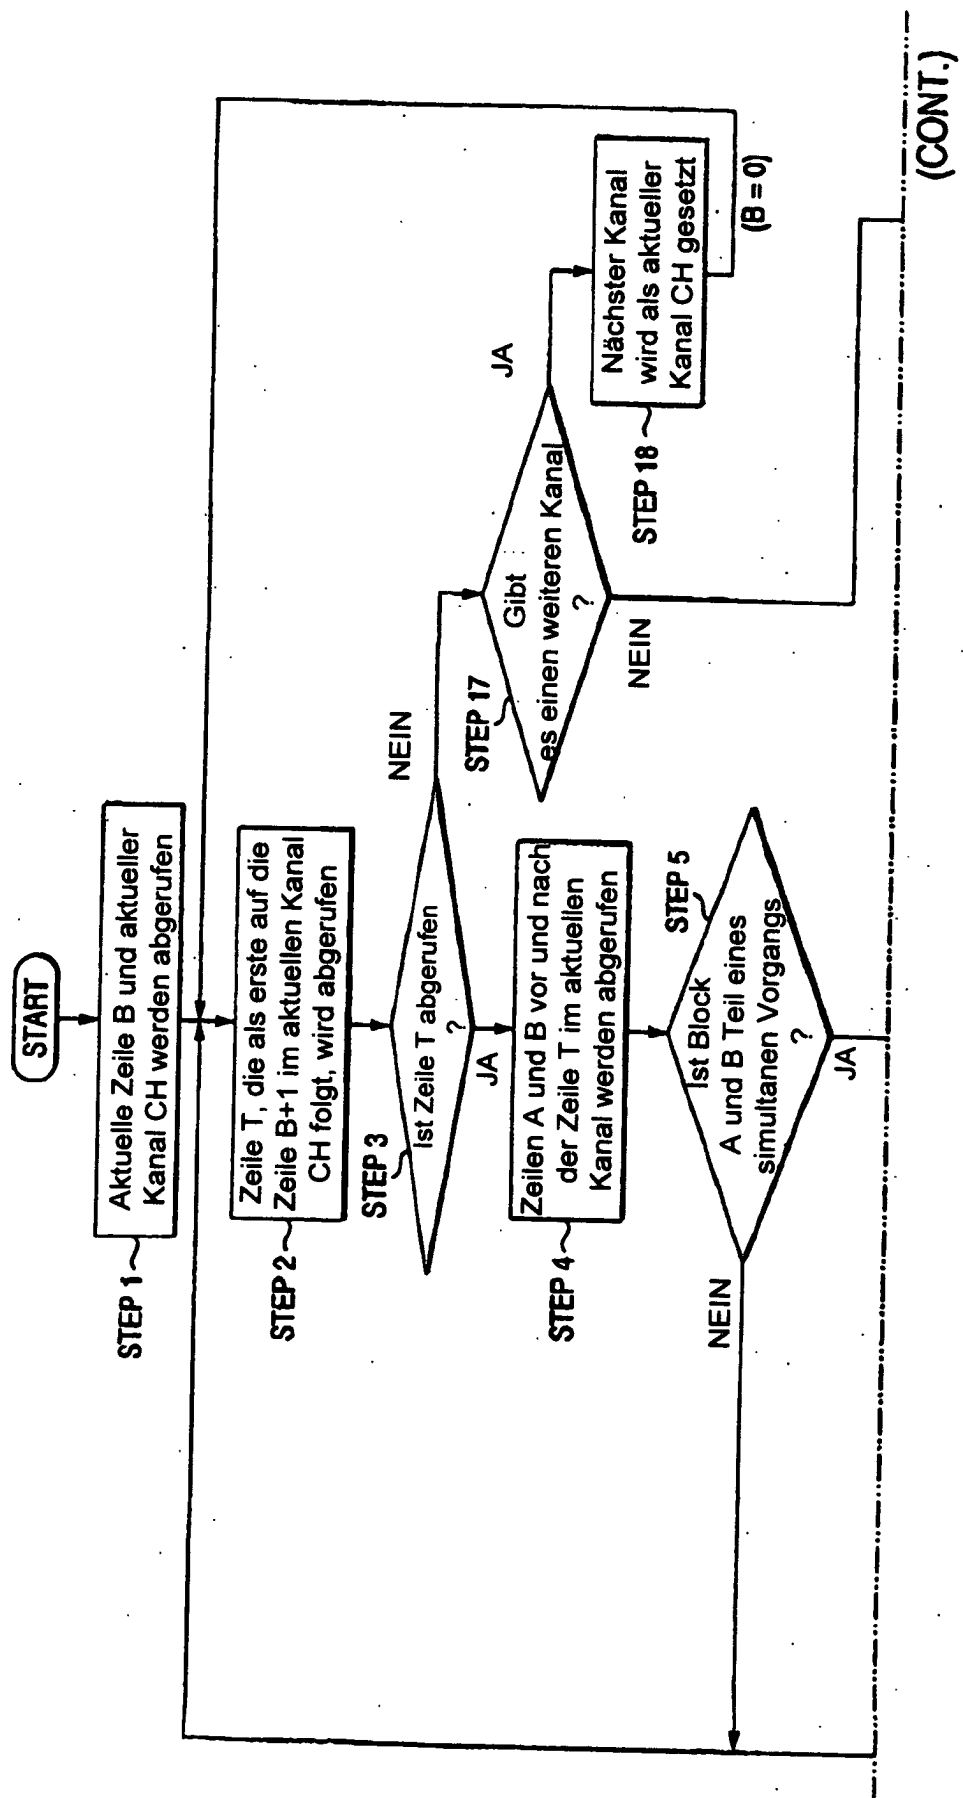 START
Aktuelle Zeile B und aktueller
Kanal CH werden abgerufen
STEP 1
Zeile T, die als erste auf die
Zeile B+1 im aktuellen Kanal
CH folgt, wird abgerufen
STEP 2
STEP 3
Ist Zeile T abgerufen
?
NEIN
JA
STEP 17
Gibt
es einen weiteren Kanal
?
JA
NEIN
STEP 18
Nächster Kanal
wird als aktueller
Kanal CH gesetzt
(B = 0)
Zeilen A und B vor und nach
der Zeile T im aktuellen
Kanal werden abgerufen
STEP 4
STEP 5
Ist Block
A und B Teil eines
simultanen Vorgangs
?
NEIN
JA
(CONT.)